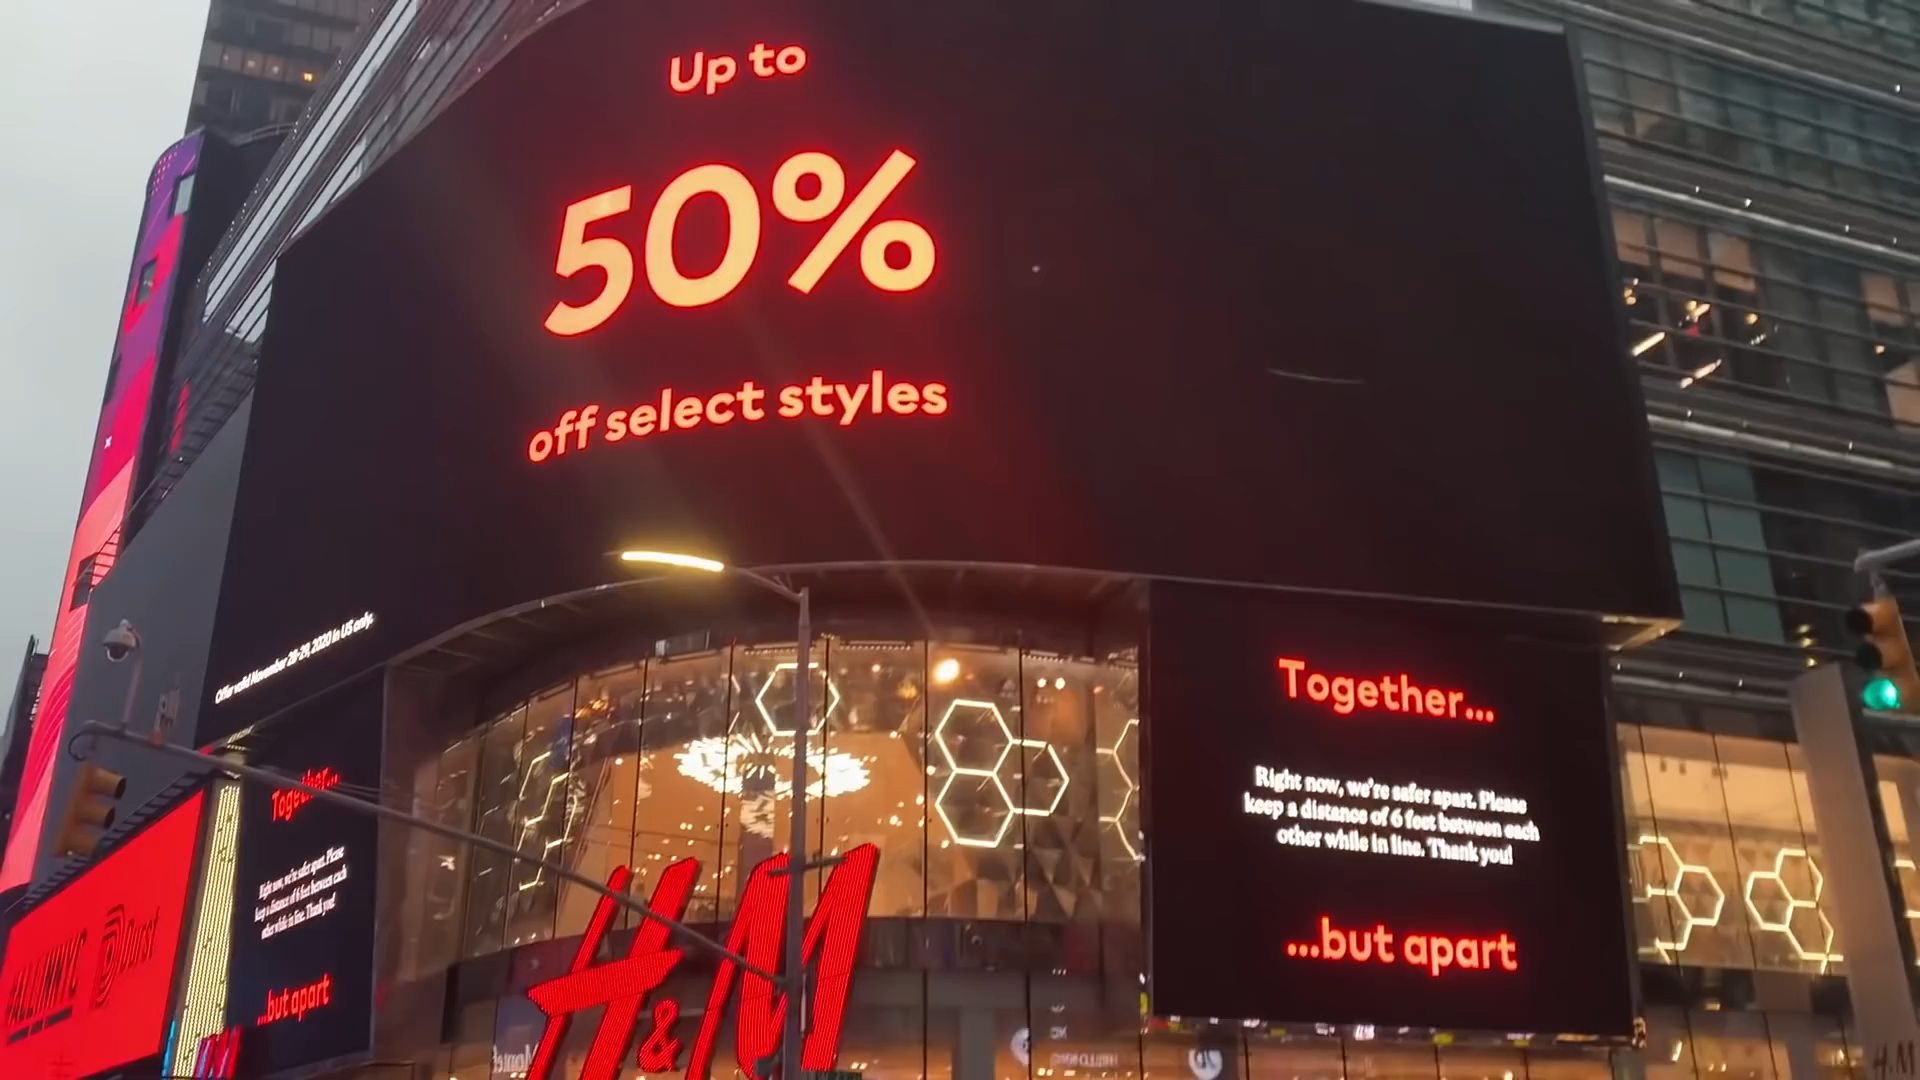 Up to
50%
off select styles
Offer valid November 28-29, 2020 in US only.
Together...
Right now, we're safer apart. Please
keep a distance of 6 feet between each
other while in line. Thank you!
...but apart
Together...
Right now, we're safer apart. Please
keep a distance of 6 feet between each
other while in line. Thank you!
...but apart
H&M
H&M